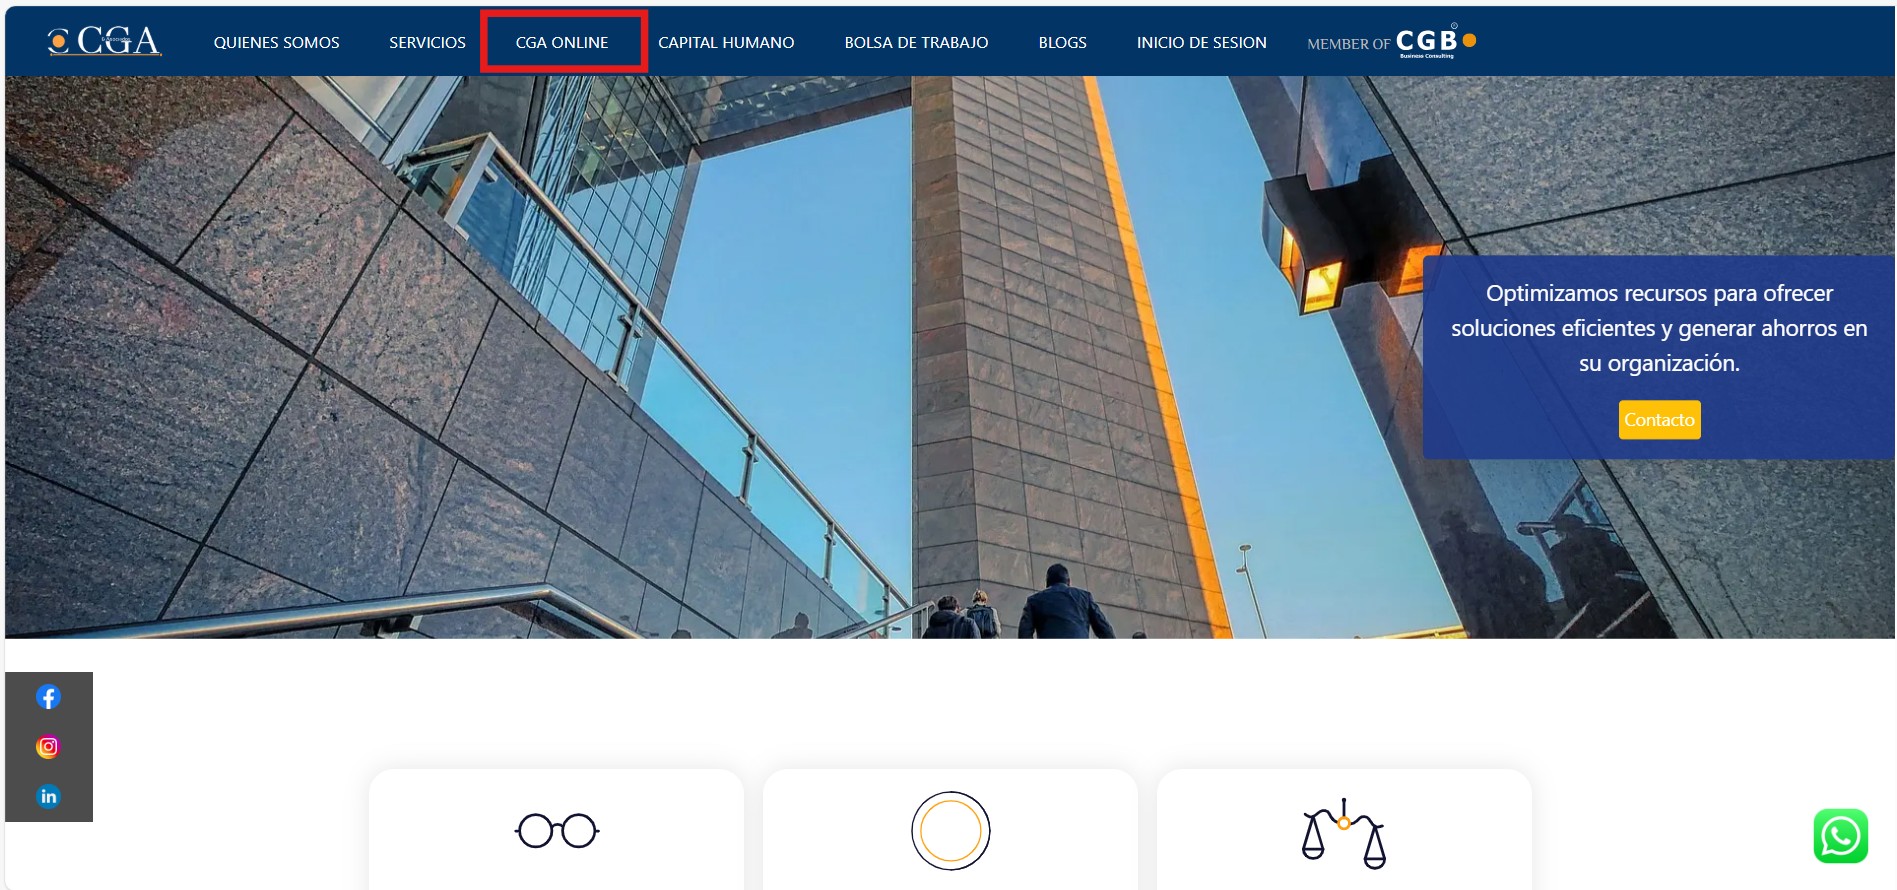 CGA
& Asociados
QUIENES SOMOS
SERVICIOS
CGA ONLINE
CAPITAL HUMANO
BOLSA DE TRABAJO
BLOGS
INICIO DE SESION
MEMBER OF
CGB®
Business Consulting
Optimizamos recursos para ofrecer
soluciones eficientes y generar ahorros en
su organización.
Contacto